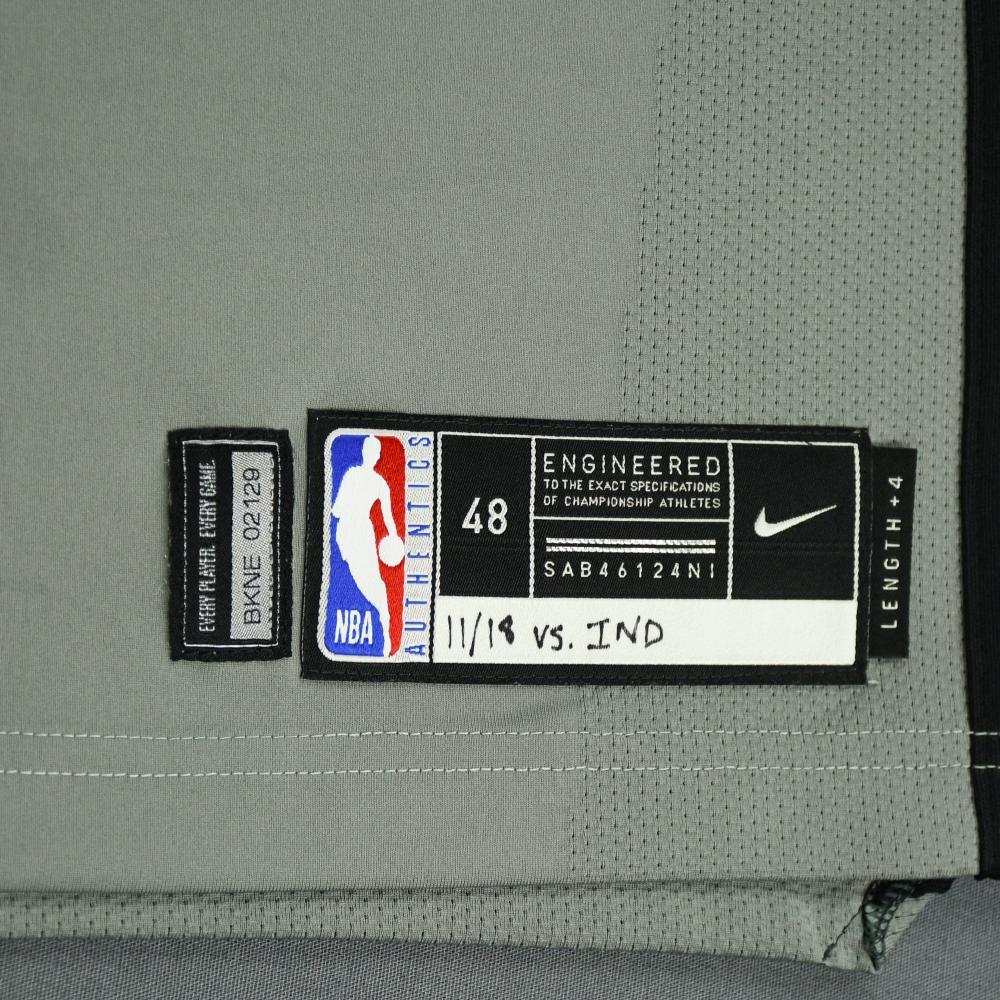 EVERY PLAYER. EVERY GAME.
BKNE 02129
NBA
AUTHENTICS
48
ENGINEERED
TO THE EXACT SPECIFICATIONS
OF CHAMPIONSHIP ATHLETES
SAB46124NI
11/18 vs. IND
LENGTH +4